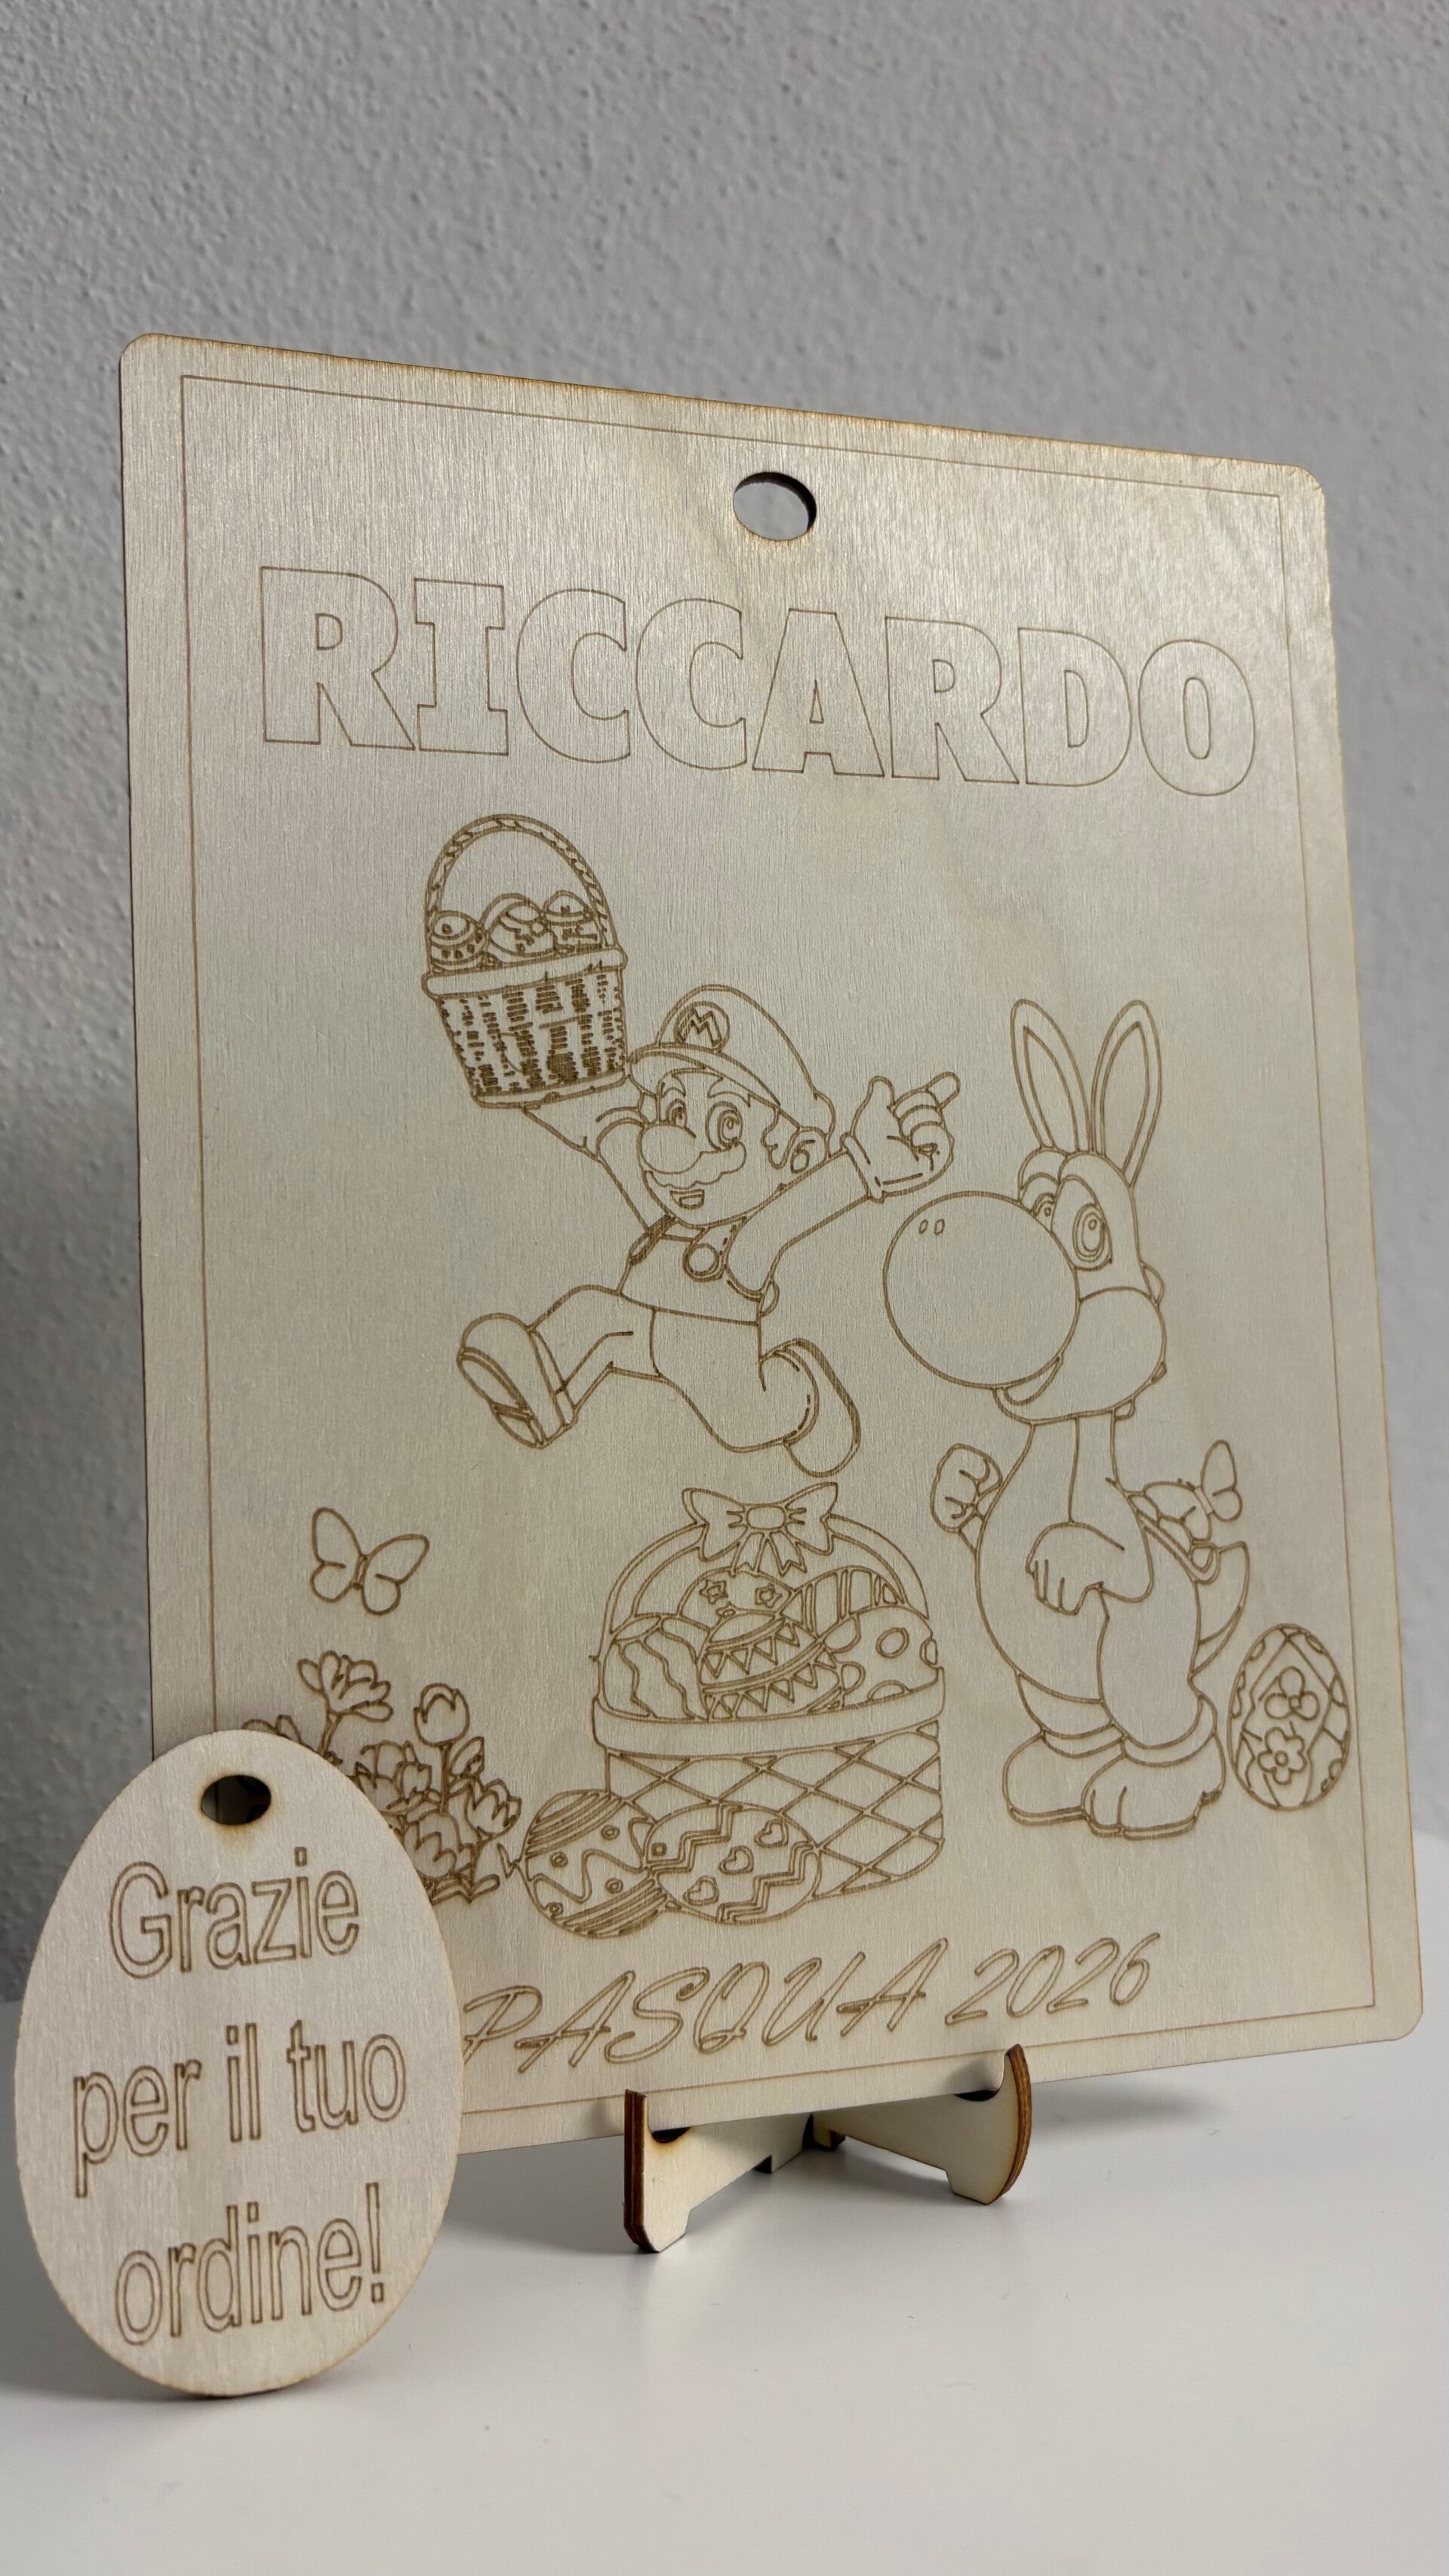 RICCARDO
M
PASQUA 2026
Grazie
per il tuo
ordine!